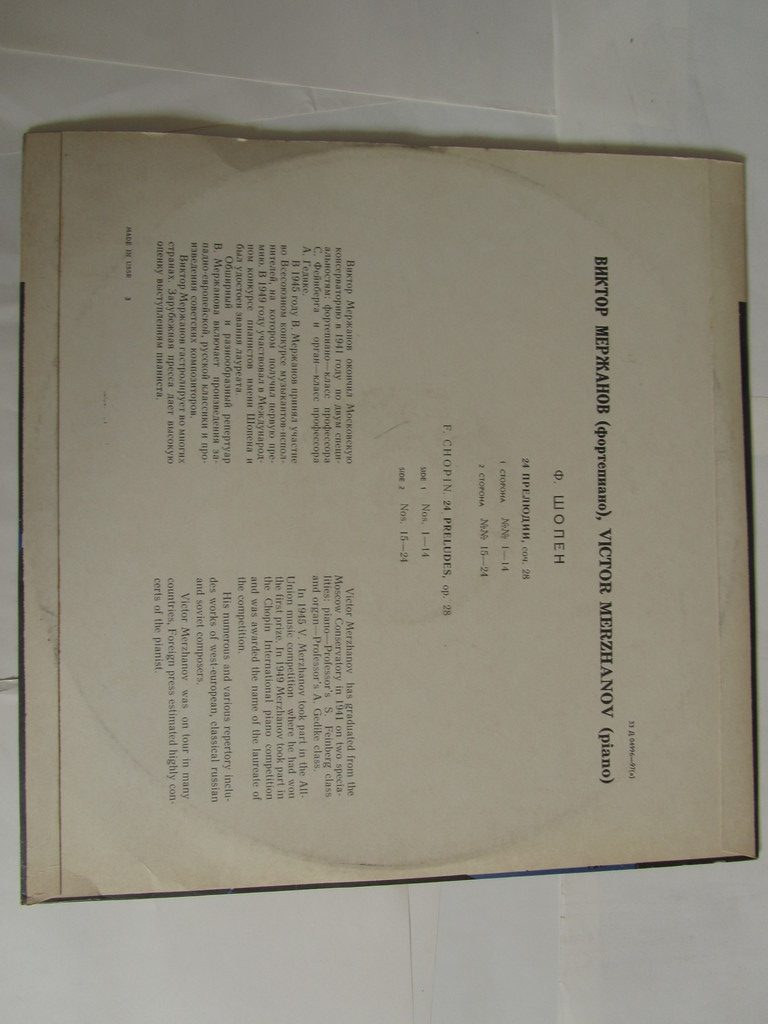 33 Д 04996—97(а)
ВИКТОР МЕРЖАНОВ (фортепиано), VICTOR MERZHANOV (piano)
Ф. ШОПЕН
24 ПРЕЛЮДИИ, соч. 28
1 СТОРОНА №№ 1—14
2 СТОРОНА №№ 15—24
F. CHOPIN. 24 PRELUDES, op. 28
SIDE 1 Nos. 1—14
SIDE 2 Nos. 15—24
Виктор Мержанов окончил Московскую
консерваторию в 1941 году по двум специ-
альностям: фортепиано—класс профессора
С. Фейнберга и орган—класс профессора
А. Гедике.
В 1945 году В. Мержанов принял участие
во Всесоюзном конкурсе музыкантов-испол-
нителей, на котором получил первую пре-
мию. В 1949 году участвовал в Международ-
ном конкурсе пианистов имени Шопена и
был удостоен звания лауреата.
Обширный и разнообразный репертуар
В. Мержанова включает произведения за-
падно-европейской, русской классики и про-
изведения советских композиторов.
Виктор Мержанов гастролирует во многих
странах. Зарубежная пресса дает высокую
оценку выступлениям пианиста.
Victor Merzhanov has graduated from the
Moscow Conservatory in 1941 on two specia-
lities: piano—Professor's S. Feinberg class
and organ—Professor's A. Gedike class.
In 1945 V. Merzhanov took part in the All-
Union music competition where he had won
the first prize. In 1949 Merzhanov took part in
the Chopin International piano competition
and was awarded the name of the laureate of
the competition.
His numerous and various repertory inclu-
des works of west-european, classical russian
and soviet composers.
Victor Merzhanov was on tour in many
countries, Foreign press estimated highly con-
certs of the pianist.
MADE IN USSR 3